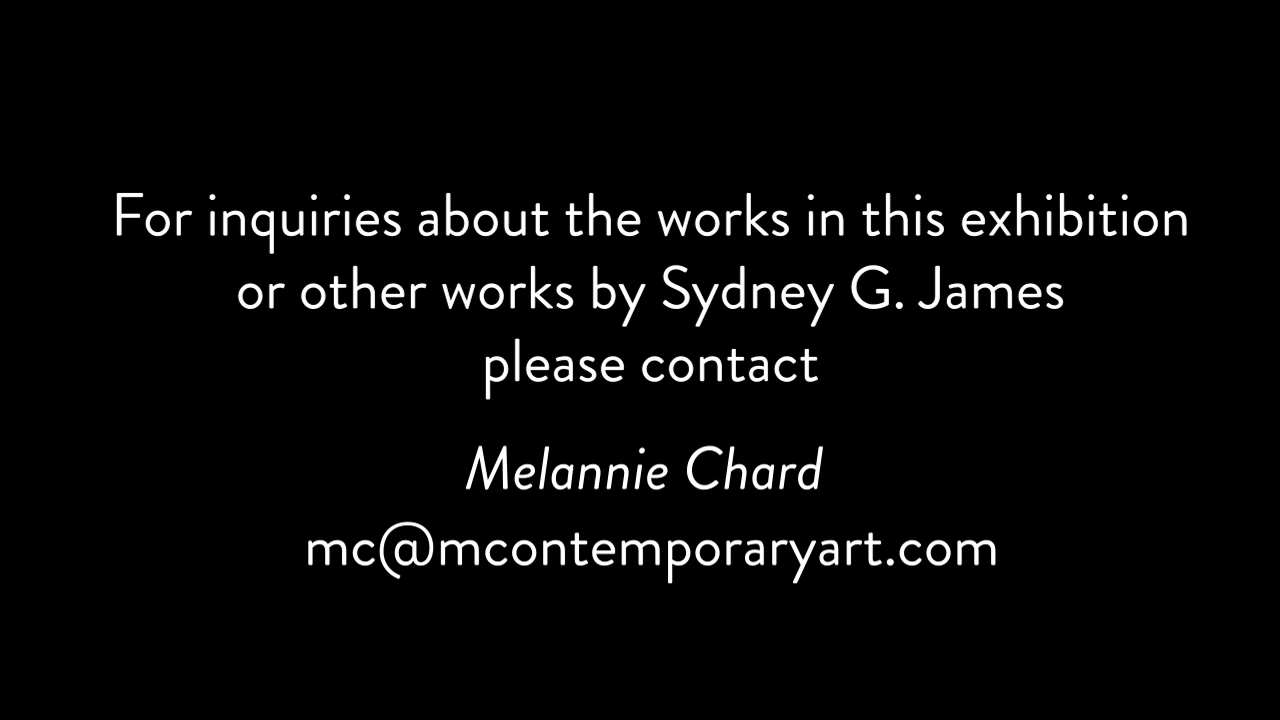 For inquiries about the works in this exhibition
or other works by Sydney G. James
please contact
Melannie Chard
mc@mcontemporaryart.com